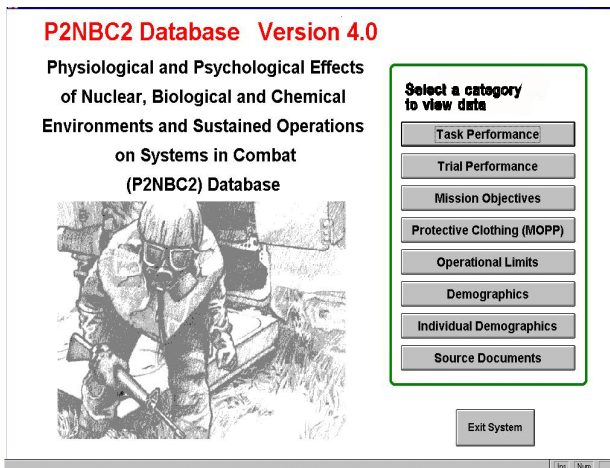 P2NBC2 Database Version 4.0
Physiological and Psychological Effects
of Nuclear, Biological and Chemical
Environments and Sustained Operations
on Systems in Combat
(P2NBC2) Database
Select a category
to view data
Task Performance
Trial Performance
Mission Objectives
Protective Clothing (MOPP)
Operational Limits
Demographics
Individual Demographics
Source Documents
Exit System
Ins Num